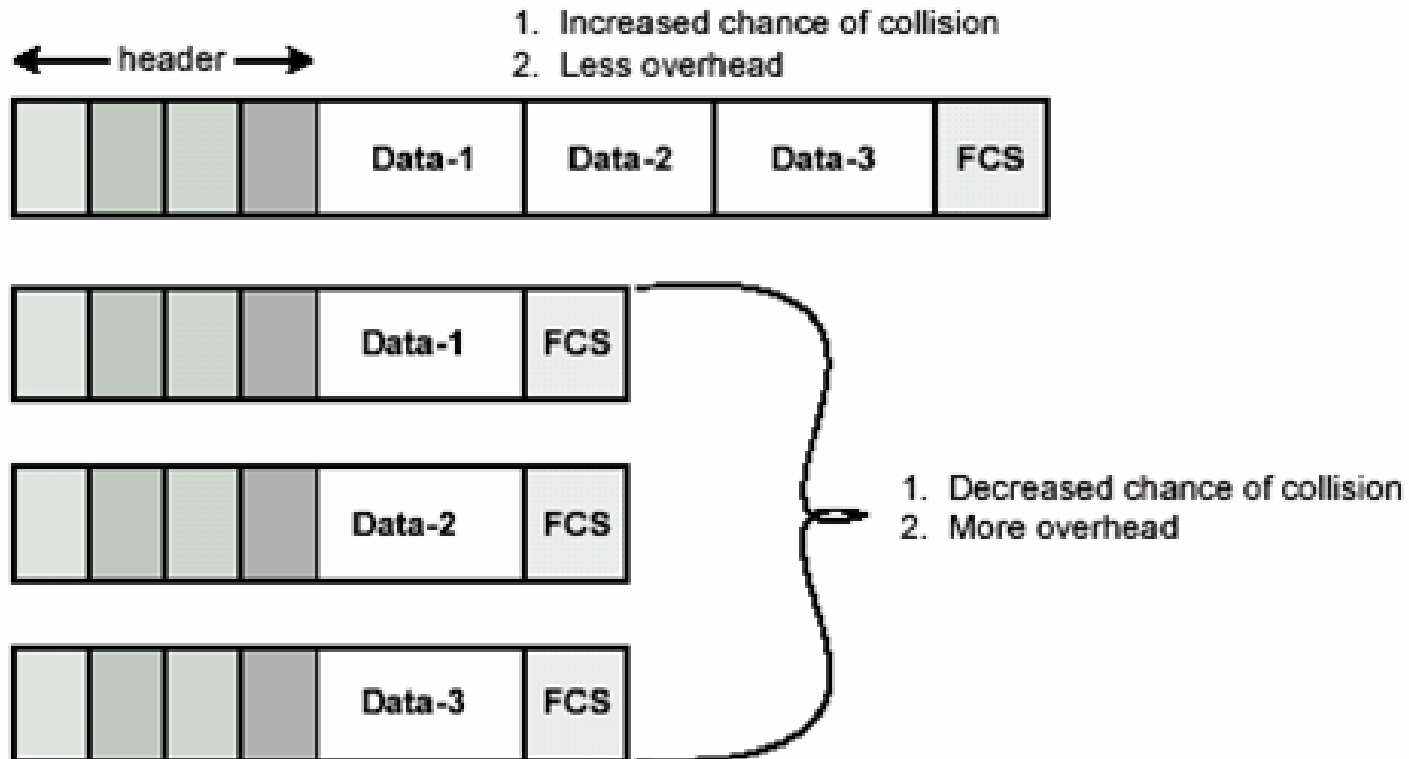 1. Increased chance of collision
header
2. Less overhead
Data-1 Data-2 Data-3 FCS
Data-1 FCS
Data-2 FCS
1. Decreased chance of collision
2. More overhead
Data-3 FCS